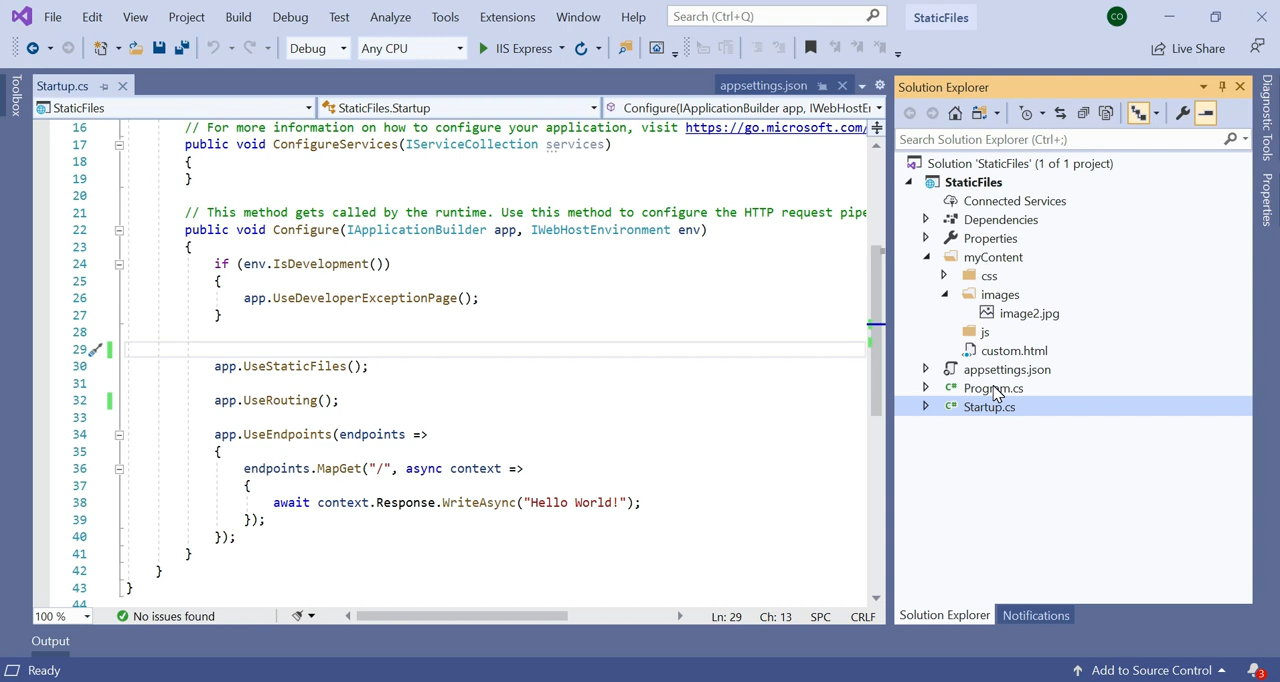 File Edit View Project Build Debug Test Analyze Tools Extensions Window Help Search (Ctrl+Q) StaticFiles CO
Debug Any CPU IIS Express Live Share
Toolbox
Startup.cs appsettings.json
StaticFiles StaticFiles.Startup Configure(IApplicationBuilder app, IWebHostEn
16 // For more information on how to configure your application, visit https://go.microsoft.com/
17 public void ConfigureServices(IServiceCollection services)
18 {
19 }
20
21 // This method gets called by the runtime. Use this method to configure the HTTP request pipe
22 public void Configure(IApplicationBuilder app, IWebHostEnvironment env)
23 {
24 if (env.IsDevelopment())
25 {
26 app.UseDeveloperExceptionPage();
27 }
28
29
30 app.UseStaticFiles();
31
32 app.UseRouting();
33
34 app.UseEndpoints(endpoints =>
35 {
36 endpoints.MapGet("/", async context =>
37 {
38 await context.Response.WriteAsync("Hello World!");
39 });
40 });
41 }
42 }
43 }
44
100 % No issues found Ln: 29 Ch: 13 SPC CRLF
Solution Explorer
Search Solution Explorer (Ctrl+;)
Solution 'StaticFiles' (1 of 1 project)
StaticFiles
Connected Services
Dependencies
Properties
myContent
css
images
image2.jpg
js
custom.html
appsettings.json
C# Program.cs
C# Startup.cs
Solution Explorer Notifications
Diagnostic Tools
Properties
Output
Ready Add to Source Control 3